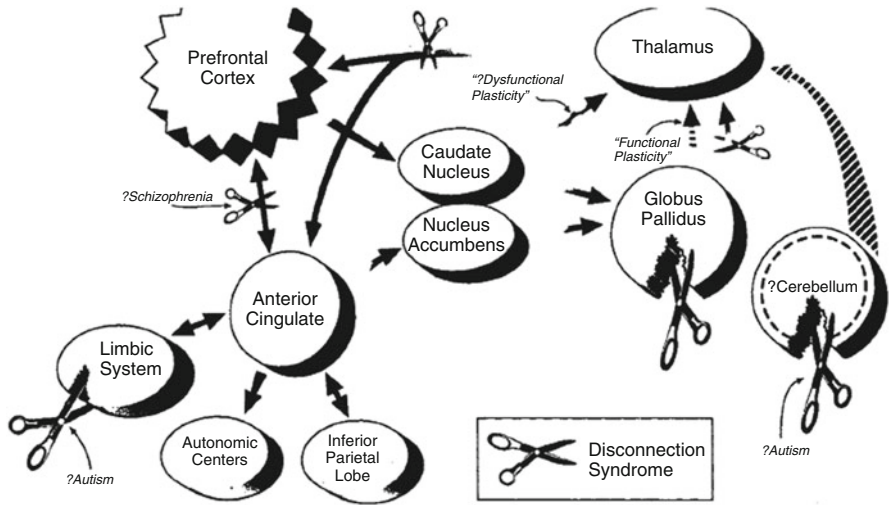 Prefrontal
Cortex
Thalamus
“?Dysfunctional
Plasticity”
“Functional
Plasticity”
Caudate
Nucleus
?Schizophrenia
Globus
Pallidus
Nucleus
Accumbens
?Cerebellum
Anterior
Cingulate
Limbic
System
Autonomic
Centers
Inferior
Parietal
Lobe
Disconnection
Syndrome
?Autism
?Autism